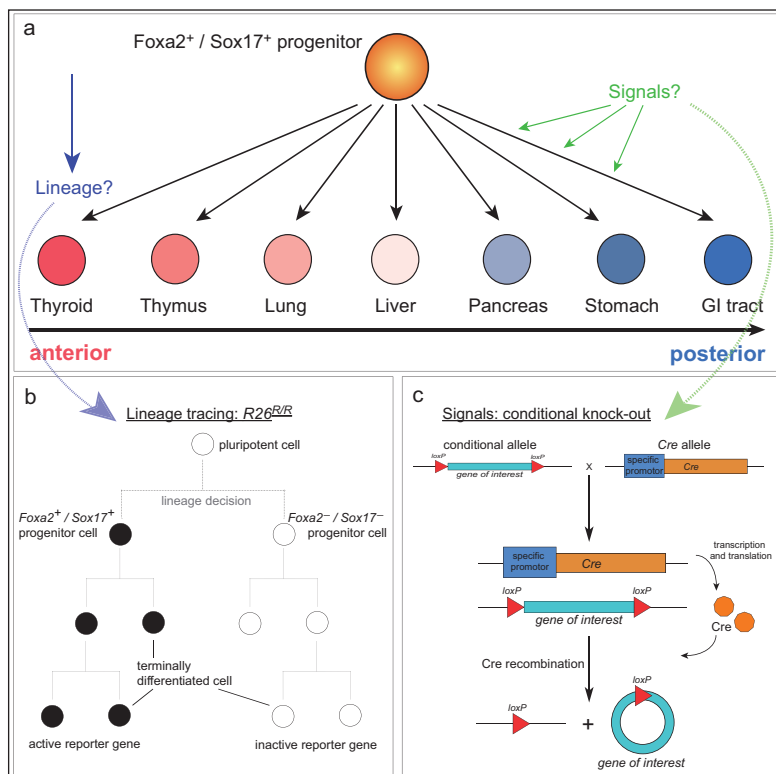 a
Foxa2+ / Sox17+ progenitor
Signals?
Lineage?
Thyroid
Thymus
Lung
Liver
Pancreas
Stomach
GI tract
anterior
posterior
b
Lineage tracing: R26R/R
pluripotent cell
lineage decision
Foxa2+ / Sox17+
progenitor cell
Foxa2− / Sox17−
progenitor cell
terminally
differentiated cell
active reporter gene
inactive reporter gene
c
Signals: conditional knock-out
conditional allele
loxP
loxP
gene of interest
x
Cre allele
specific
promotor
Cre
specific
promotor
Cre
transcription
and translation
loxP
loxP
gene of interest
Cre
Cre recombination
loxP
+
loxP
gene of interest